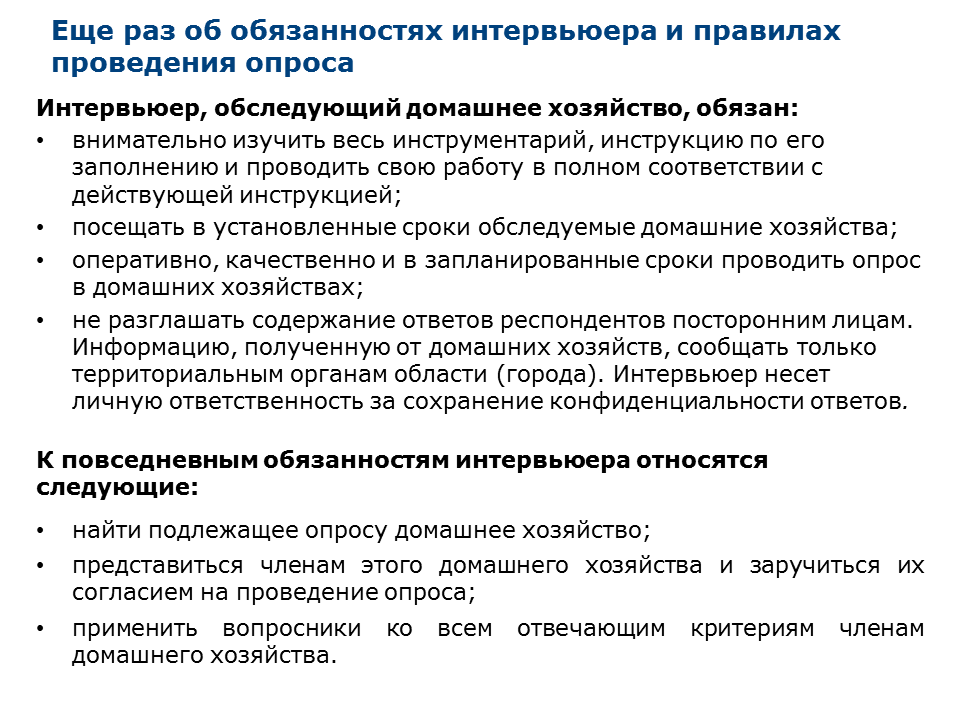 Еще раз об обязанностях интервьюера и правилах
проведения опроса
Интервьюер, обследующий домашнее хозяйство, обязан:
• внимательно изучить весь инструментарий, инструкцию по его
заполнению и проводить свою работу в полном соответствии с
действующей инструкцией;
• посещать в установленные сроки обследуемые домашние хозяйства;
• оперативно, качественно и в запланированные сроки проводить опрос
в домашних хозяйствах;
• не разглашать содержание ответов респондентов посторонним лицам.
Информацию, полученную от домашних хозяйств, сообщать только
территориальным органам области (города). Интервьюер несет
личную ответственность за сохранение конфиденциальности ответов.
К повседневным обязанностям интервьюера относятся
следующие:
• найти подлежащее опросу домашнее хозяйство;
• представиться членам этого домашнего хозяйства и заручиться их
согласием на проведение опроса;
• применить вопросники ко всем отвечающим критериям членам
домашнего хозяйства.